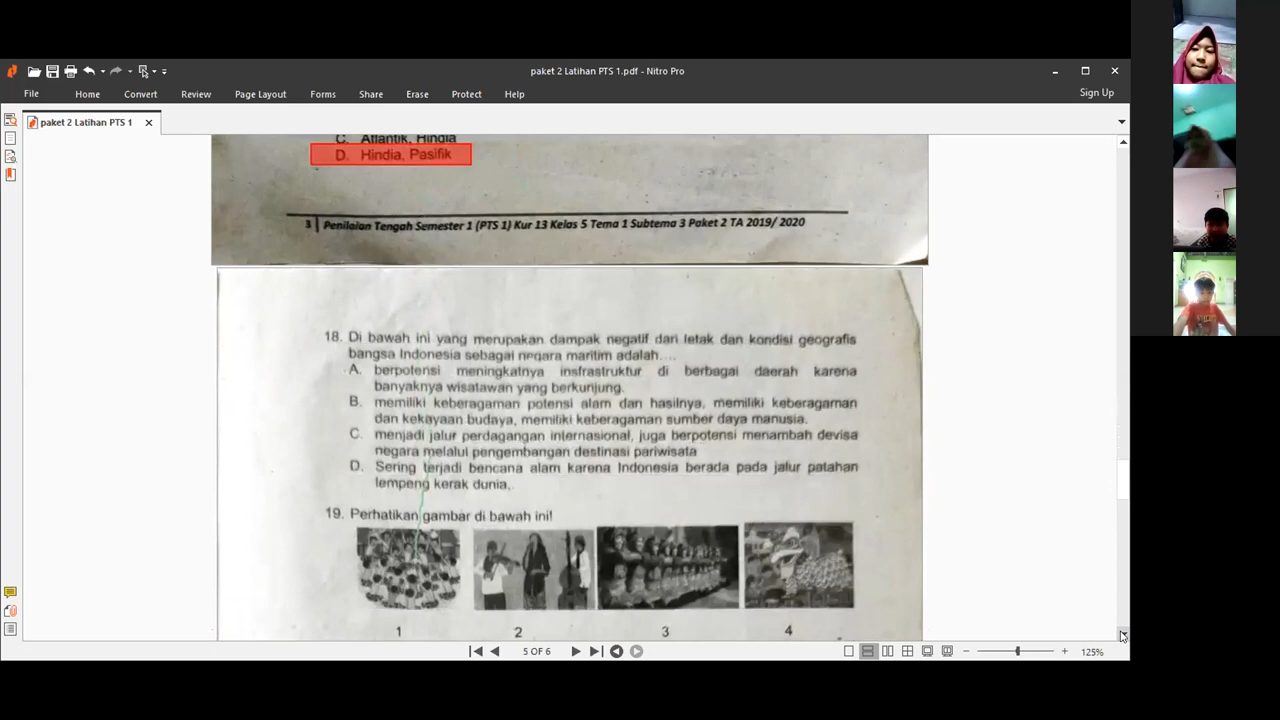 paket 2 Latihan PTS 1.pdf - Nitro Pro
File Home Convert Review Page Layout Forms Share Erase Protect Help Sign Up
paket 2 Latihan PTS 1
C. Atlantik, Hindia
D. Hindia, Pasifik
3 | Penilaian Tengah Semester 1 (PTS 1) Kur 13 Kelas 5 Tema 1 Subtema 3 Paket 2 TA 2019/ 2020
18. Di bawah ini yang merupakan dampak negatif dari letak dan kondisi geografis
bangsa Indonesia sebagai negara maritim adalah....
A. berpotensi meningkatnya insfrastruktur di berbagai daerah karena
banyaknya wisatawan yang berkunjung.
B. memiliki keberagaman potensi alam dan hasilnya, memiliki keberagaman
dan kekayaan budaya, memiliki keberagaman sumber daya manusia.
C. menjadi jalur perdagangan internasional, juga berpotensi menambah devisa
negara melalui pengembangan destinasi pariwisata
D. Sering terjadi bencana alam karena Indonesia berada pada jalur patahan
lempeng kerak dunia,.
19. Perhatikan gambar di bawah ini!
1 2 3 4
5 OF 6
125%